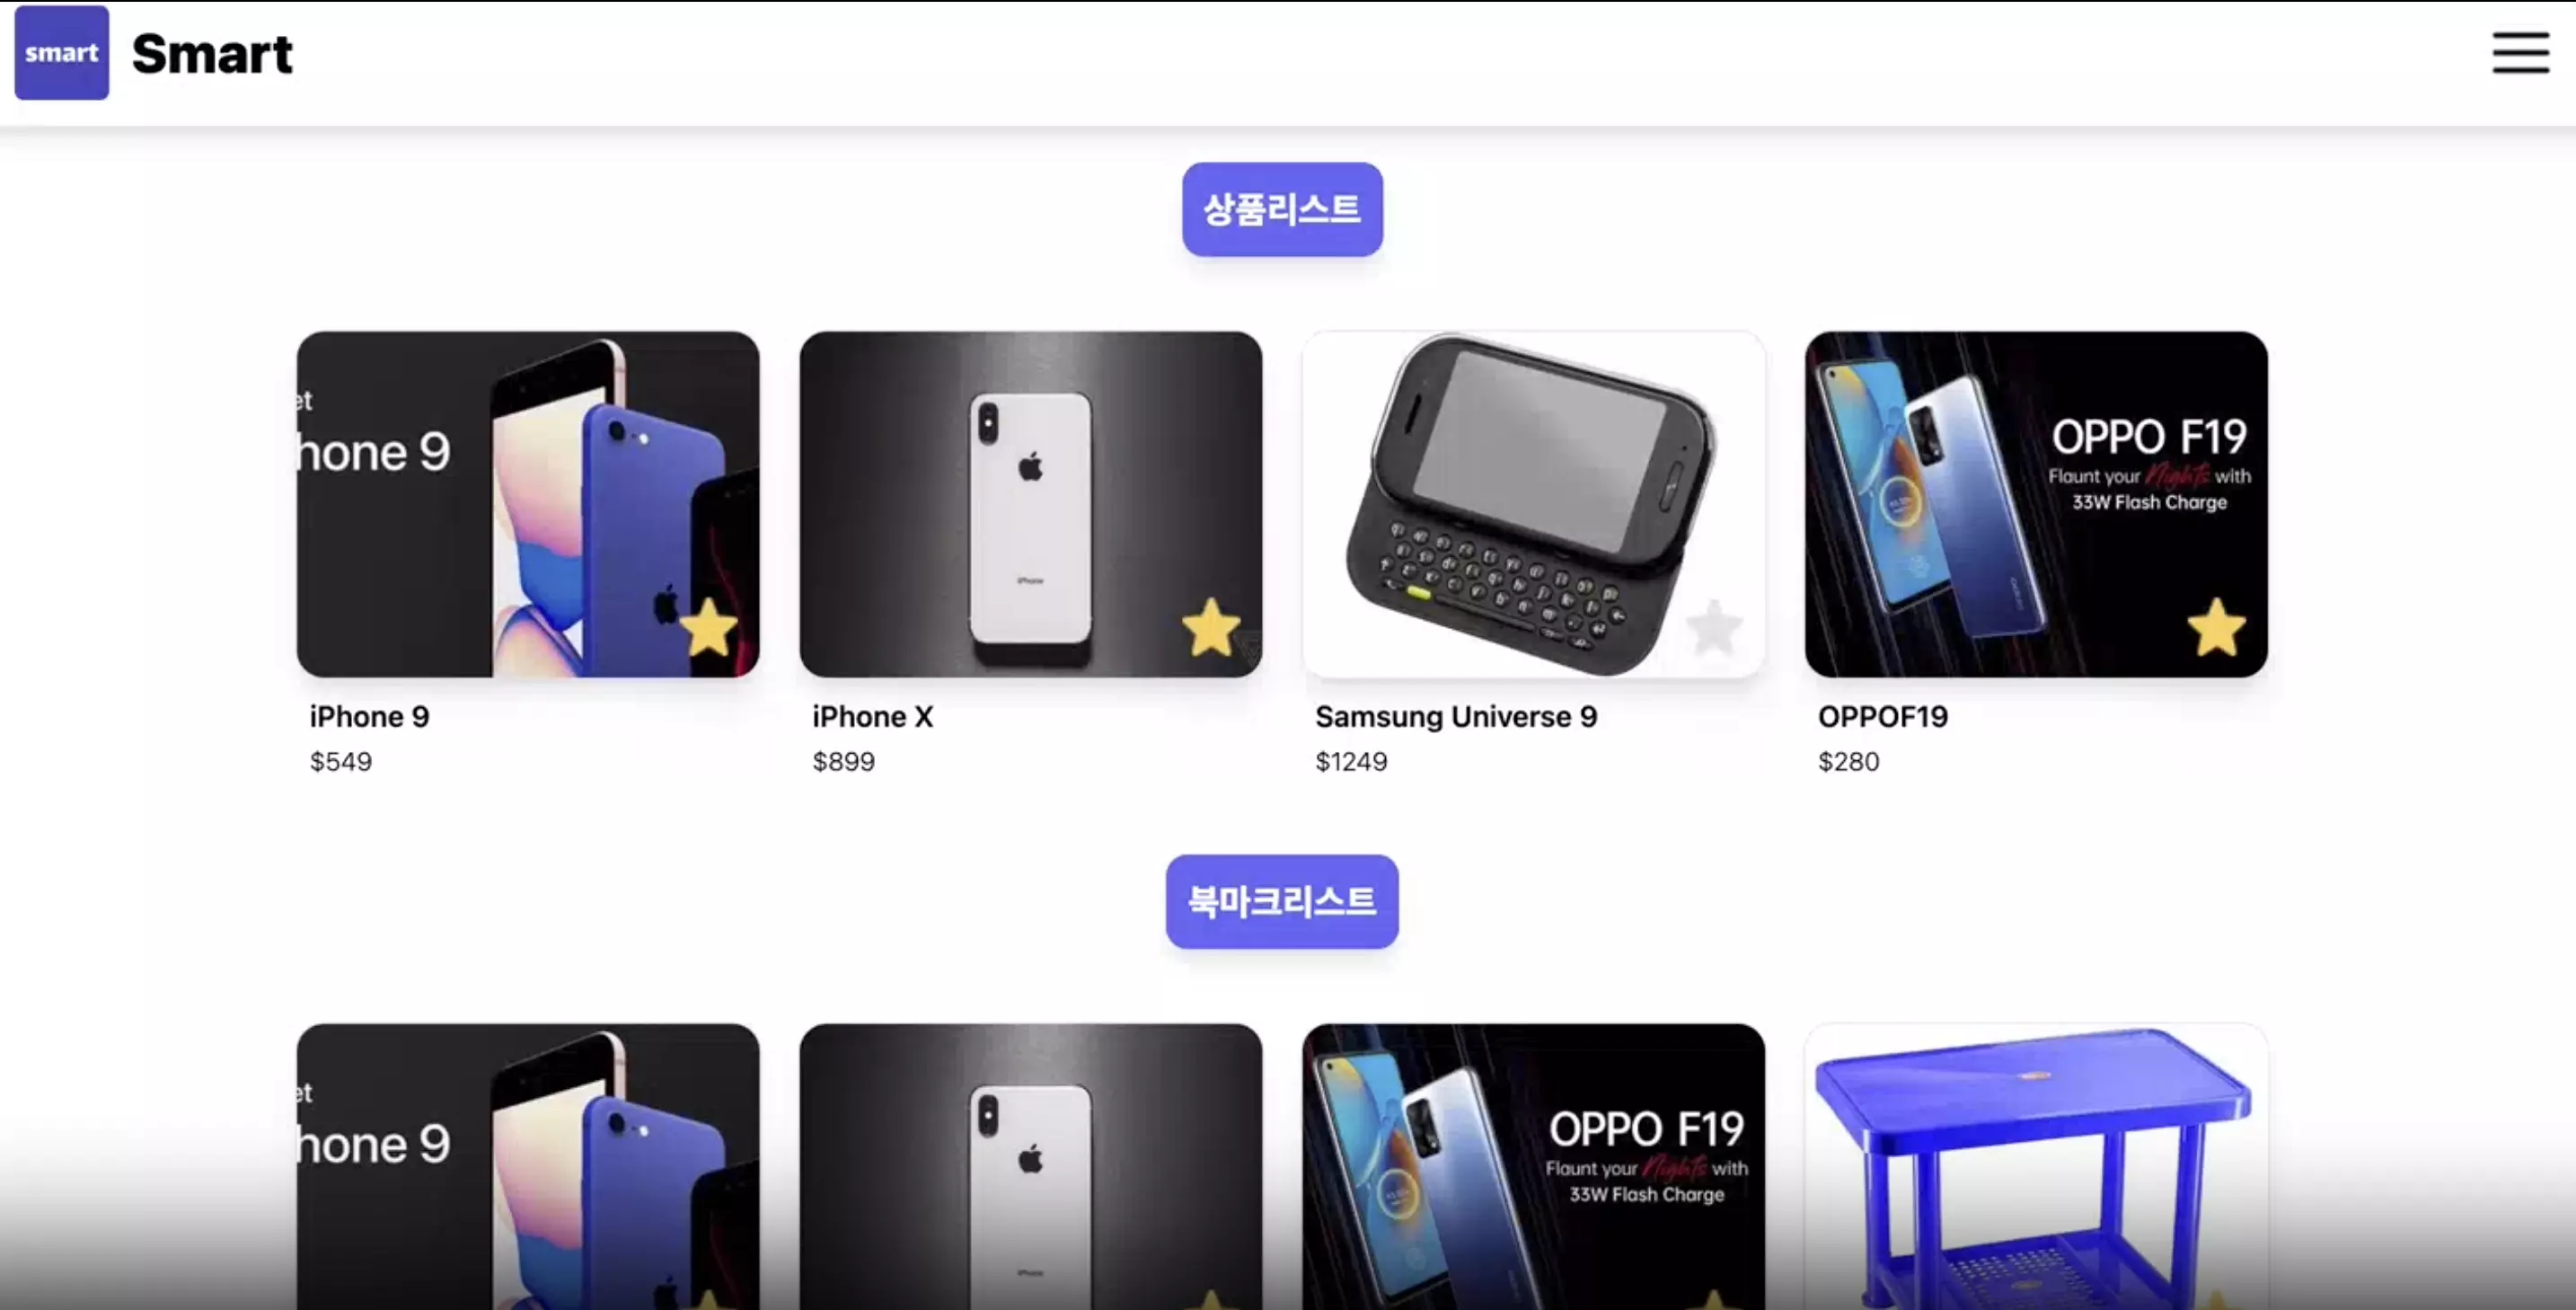 smart
Smart
상품리스트
et
hone 9
iPhone
OPPO F19
Flaunt your Nights with
33W Flash Charge
iPhone 9
iPhone X
Samsung Universe 9
OPPOF19
$549
$899
$1249
$280
북마크리스트
et
hone 9
iPhone
OPPO F19
Flaunt your Nights with
33W Flash Charge